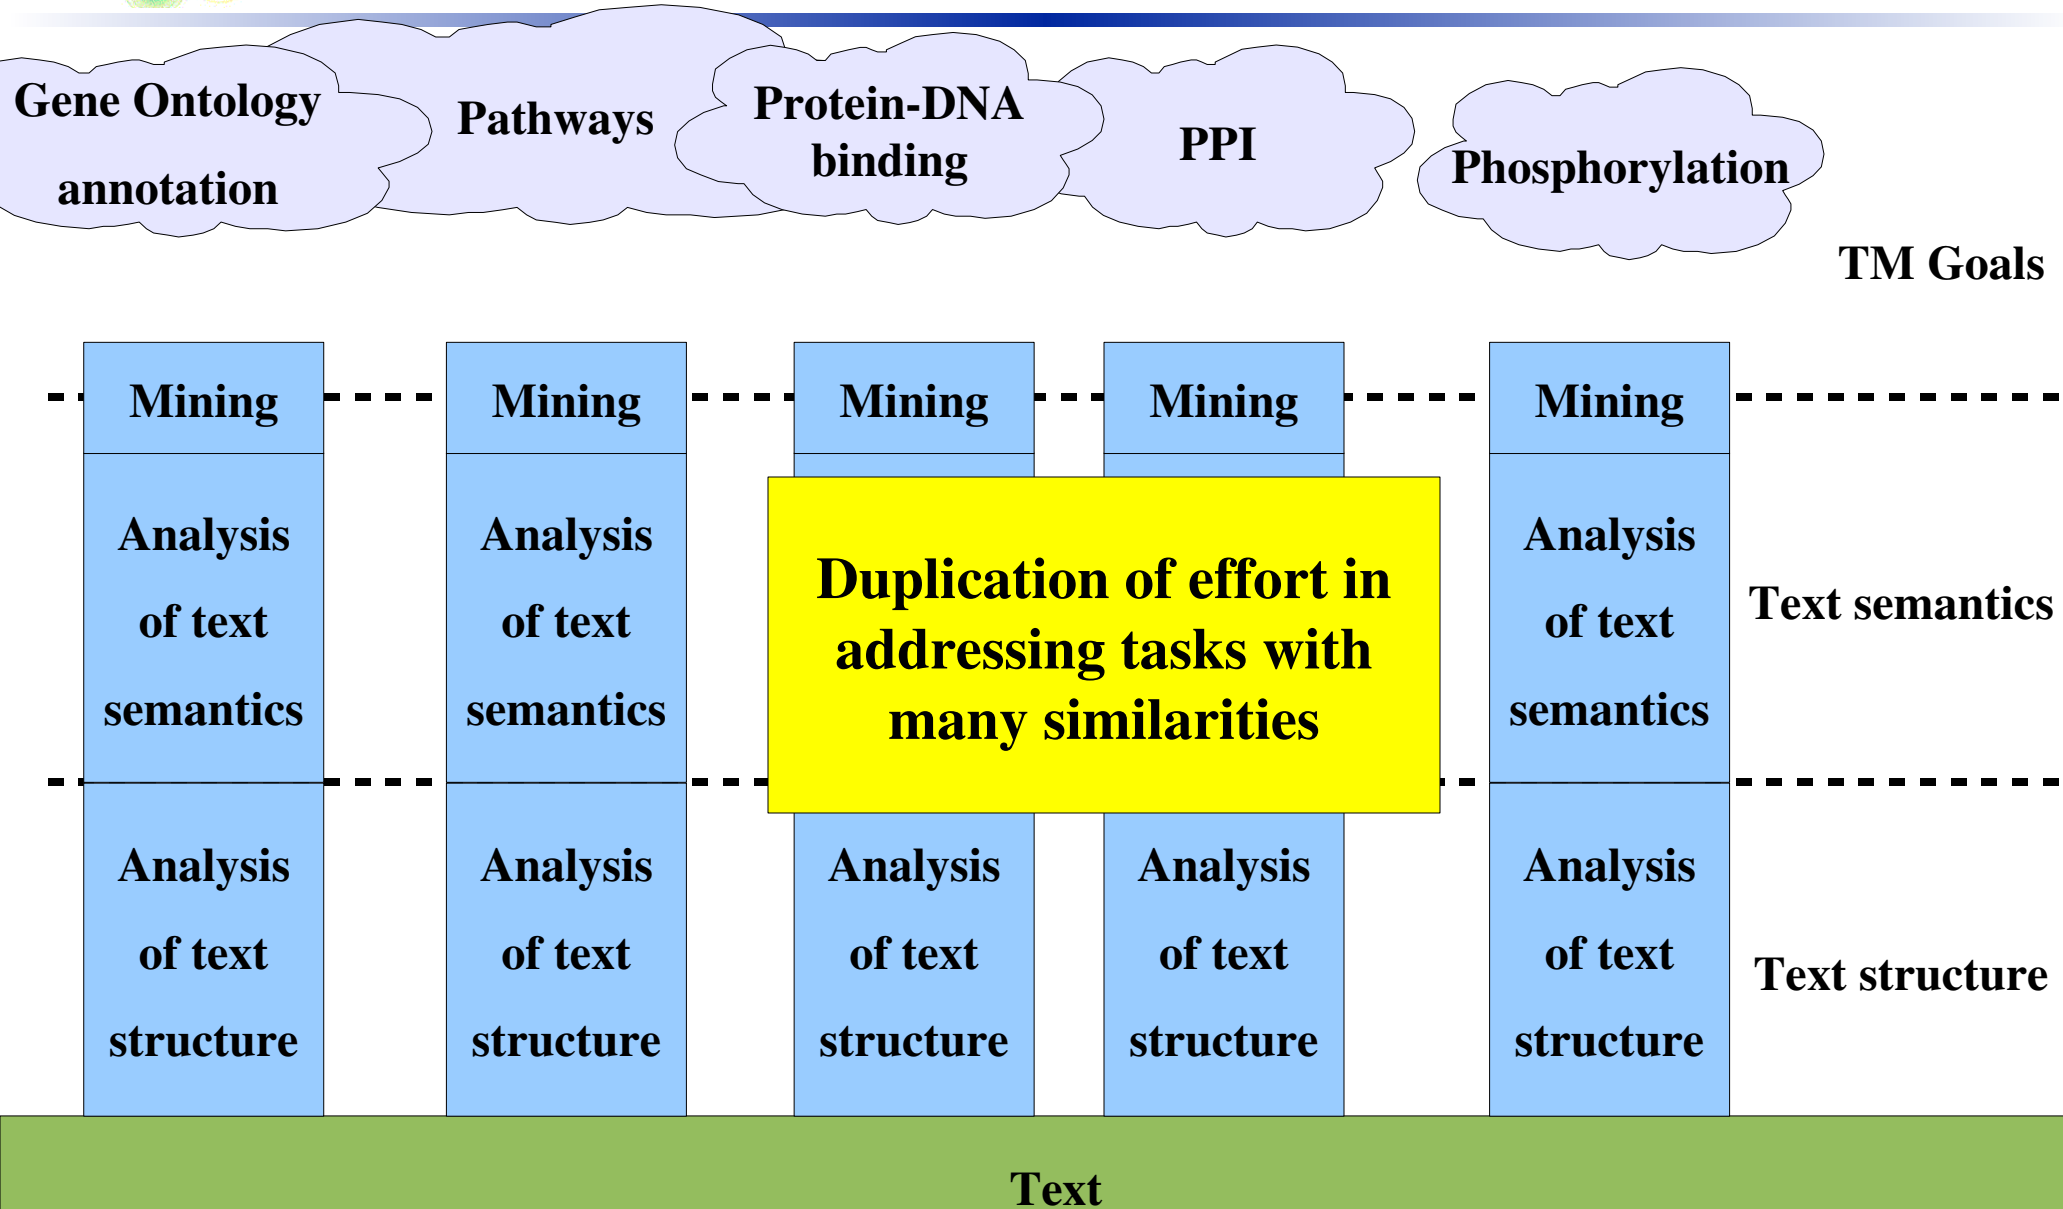 Gene Ontology
annotation
Pathways
Protein-DNA
binding
PPI
Phosphorylation
TM Goals
Mining
Mining
Mining
Mining
Mining
Analysis
of text
semantics
Analysis
of text
semantics
Duplication of effort in
addressing tasks with
many similarities
Analysis
of text
semantics
Text semantics
Analysis
of text
structure
Analysis
of text
structure
Analysis
of text
structure
Analysis
of text
structure
Analysis
of text
structure
Text structure
Text